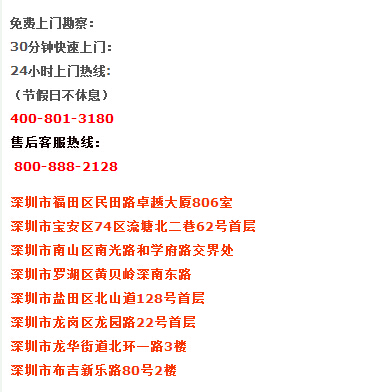 免费上门勘察：
30分钟快速上门：
24小时上门热线:
（节假日不休息）
400-801-3180
售后客服热线：
800-888-2128
深圳市福田区民田路卓越大厦806室
深圳市宝安区74区流塘北二巷62号首层
深圳市南山区南光路和学府路交界处
深圳市罗湖区黄贝岭深南东路
深圳市盐田区北山道128号首层
深圳市龙岗区龙园路22号首层
深圳市龙华街道北环一路3楼
深圳市布吉新乐路80号2楼